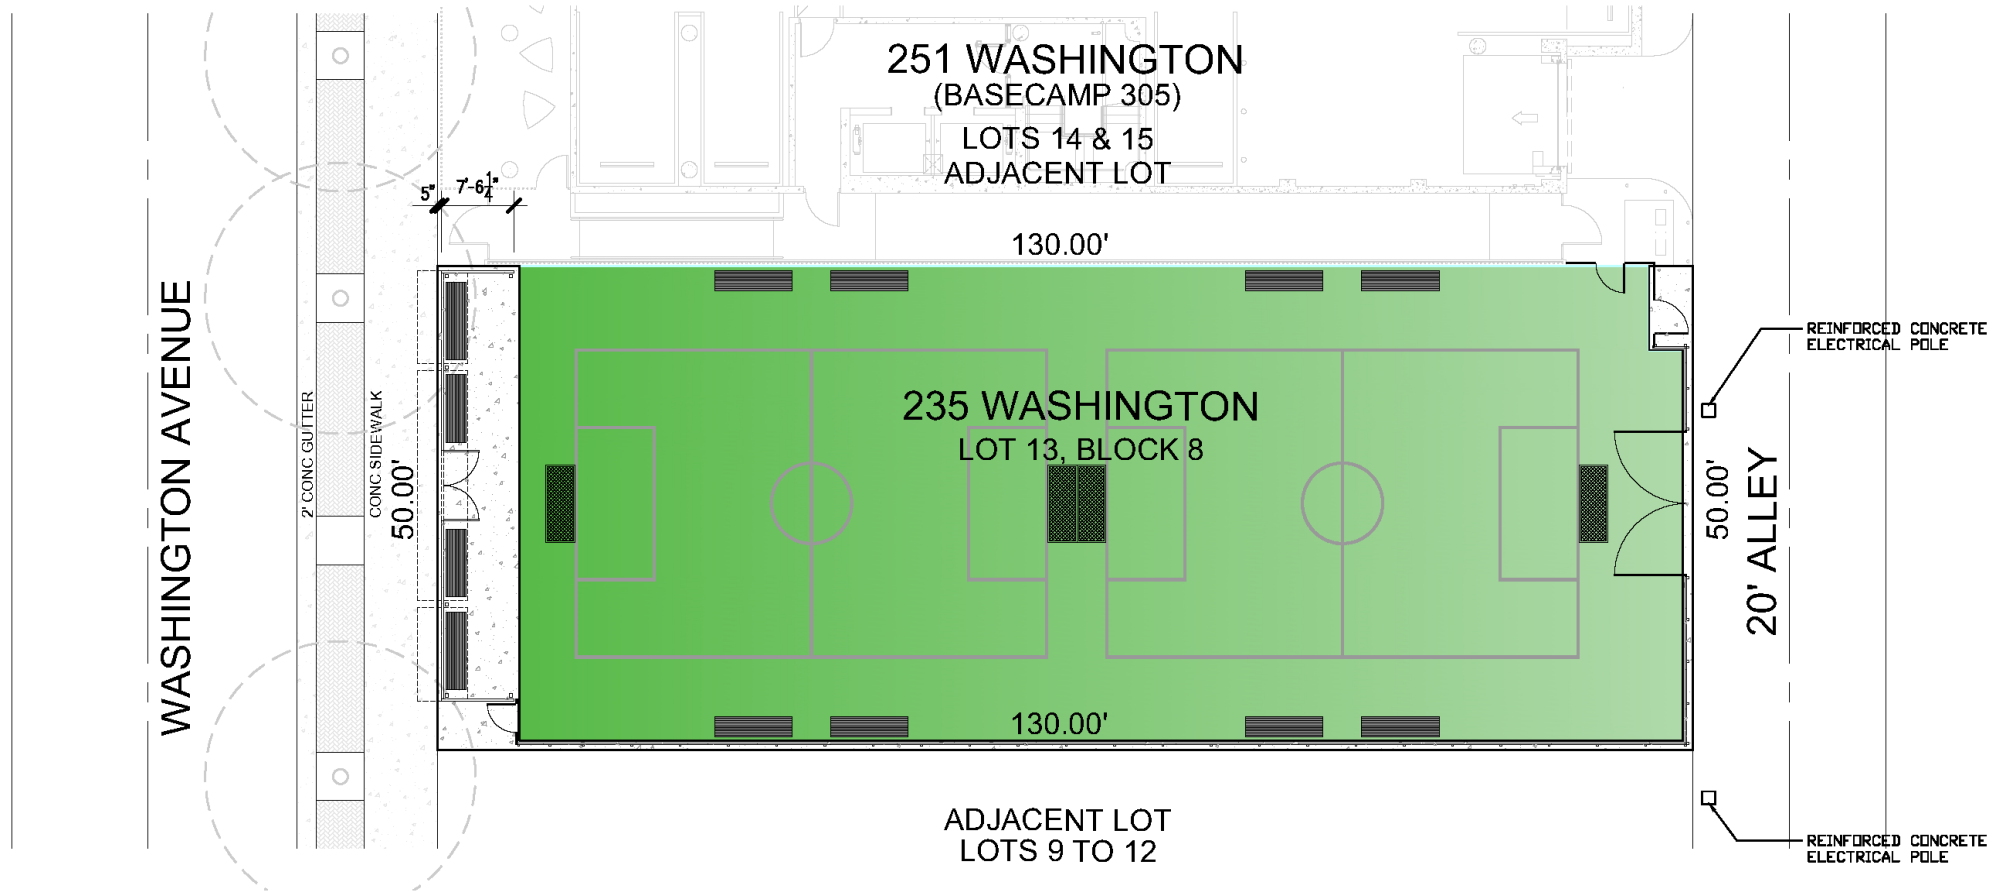 251 WASHINGTON
(BASECAMP 305)
LOTS 14 & 15
ADJACENT LOT
5"
7'-6 1/4"
130.00'
WASHINGTON AVENUE
2' CONC GUTTER
CONC SIDEWALK
50.00'
235 WASHINGTON
LOT 13, BLOCK 8
130.00'
50.00'
20' ALLEY
REINFORCED CONCRETE
ELECTRICAL POLE
ADJACENT LOT
LOTS 9 TO 12
REINFORCED CONCRETE
ELECTRICAL POLE